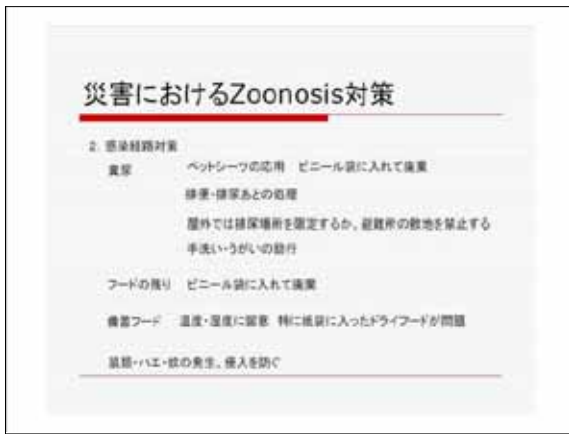 災害におけるZoonosis対策
2. 感染経路対策
糞尿 ペットシーツの応用 ビニール袋に入れて廃棄
排便・排尿あとの処理
屋外では排尿場所を限定するか、避難所の敷地を禁止する
手洗い・うがいの励行
フードの残り ビニール袋に入れて廃棄
備蓄フード 温度・湿度に留意 特に紙袋に入ったドライフードが問題
鼠類・ハエ・蚊の発生、侵入を防ぐ